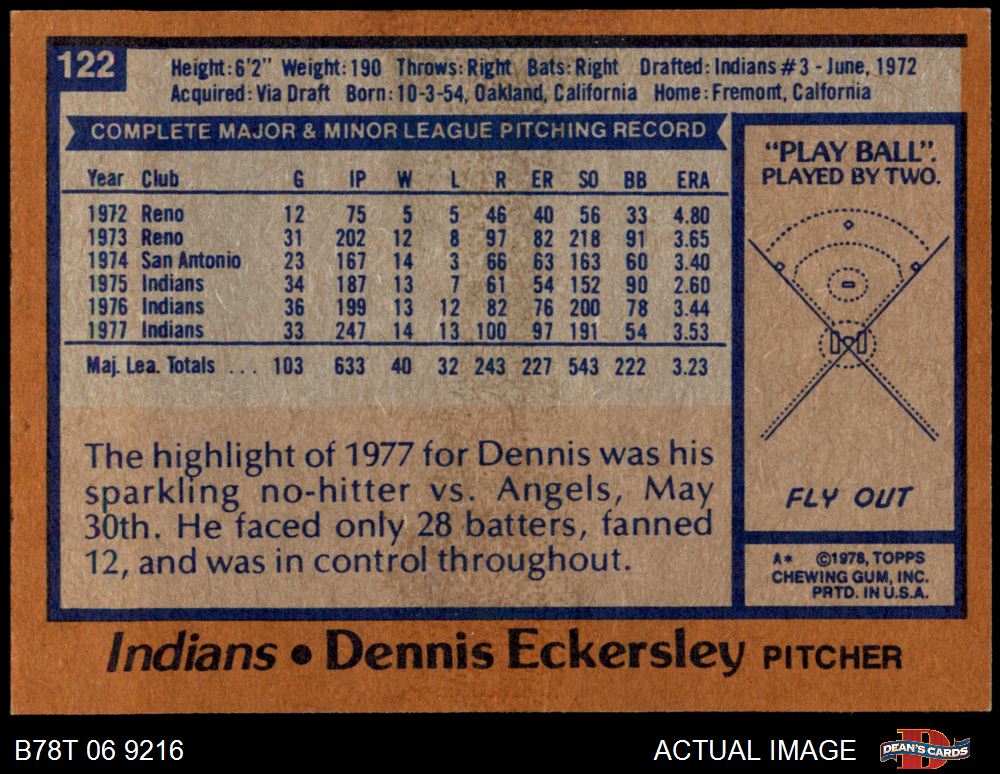 122
Height: 6'2" Weight: 190 Throws: Right Bats: Right Drafted: Indians #3 - June, 1972
Acquired: Via Draft Born: 10-3-54, Oakland, California Home: Fremont, Calfornia
COMPLETE MAJOR & MINOR LEAGUE PITCHING RECORD
Year Club G IP W L R ER SO BB ERA
1972 Reno 12 75 5 5 46 40 56 33 4.80
1973 Reno 31 202 12 8 97 82 218 91 3.65
1974 San Antonio 23 167 14 3 66 63 163 60 3.40
1975 Indians 34 187 13 7 61 54 152 90 2.60
1976 Indians 36 199 13 12 82 76 200 78 3.44
1977 Indians 33 247 14 13 100 97 191 54 3.53
Maj. Lea. Totals ... 103 633 40 32 243 227 543 222 3.23
The highlight of 1977 for Dennis was his
sparkling no-hitter vs. Angels, May
30th. He faced only 28 batters, fanned
12, and was in control throughout.
"PLAY BALL".
PLAYED BY TWO.
FLY OUT
A* ©1978, TOPPS
CHEWING GUM, INC.
PRTD. IN U.S.A.
Indians • Dennis Eckersley PITCHER
B78T 06 9216
ACTUAL IMAGE
DEAN'S CARDS